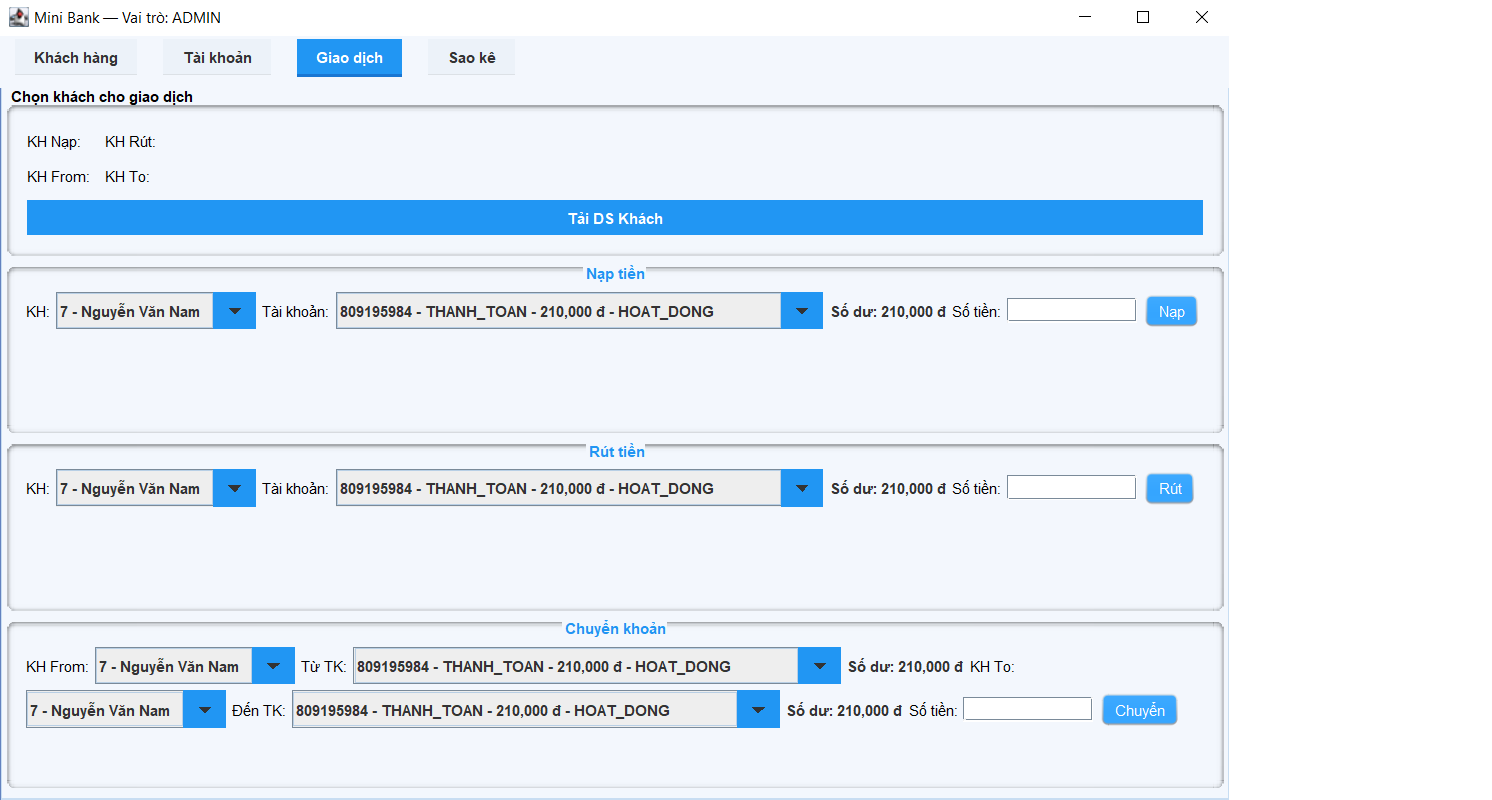 Mini Bank — Vai trò: ADMIN
Khách hàng Tài khoản Giao dịch Sao kê
Chọn khách cho giao dịch
KH Nạp: KH Rút:
KH From: KH To:
Tải DS Khách
Nạp tiền
KH: 7 - Nguyễn Văn Nam Tài khoản: 809195984 - THANH_TOAN - 210,000 đ - HOAT_DONG Số dư: 210,000 đ Số tiền: Nạp
Rút tiền
KH: 7 - Nguyễn Văn Nam Tài khoản: 809195984 - THANH_TOAN - 210,000 đ - HOAT_DONG Số dư: 210,000 đ Số tiền: Rút
Chuyển khoản
KH From: 7 - Nguyễn Văn Nam Từ TK: 809195984 - THANH_TOAN - 210,000 đ - HOAT_DONG Số dư: 210,000 đ KH To:
7 - Nguyễn Văn Nam Đến TK: 809195984 - THANH_TOAN - 210,000 đ - HOAT_DONG Số dư: 210,000 đ Số tiền: Chuyển